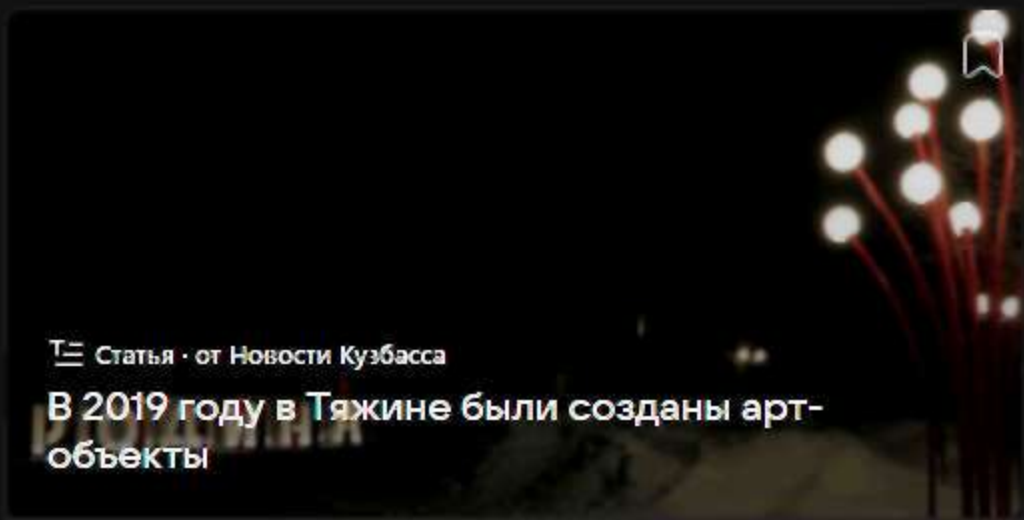 Статья · от Новости Кузбасса
В 2019 году в Тяжине были созданы арт-
объекты